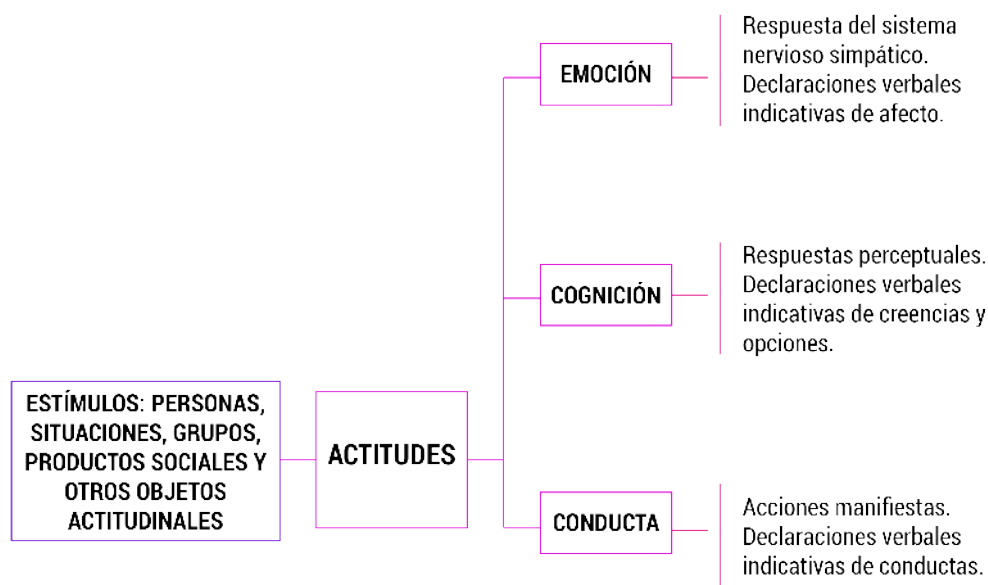 EMOCIÓN
Respuesta del sistema
nervioso simpático.
Declaraciones verbales
indicativas de afecto.
COGNICIÓN
Respuestas perceptuales.
Declaraciones verbales
indicativas de creencias y
opciones.
ESTÍMULOS: PERSONAS,
SITUACIONES, GRUPOS,
PRODUCTOS SOCIALES Y
OTROS OBJETOS
ACTITUDINALES
ACTITUDES
CONDUCTA
Acciones manifiestas.
Declaraciones verbales
indicativas de conductas.